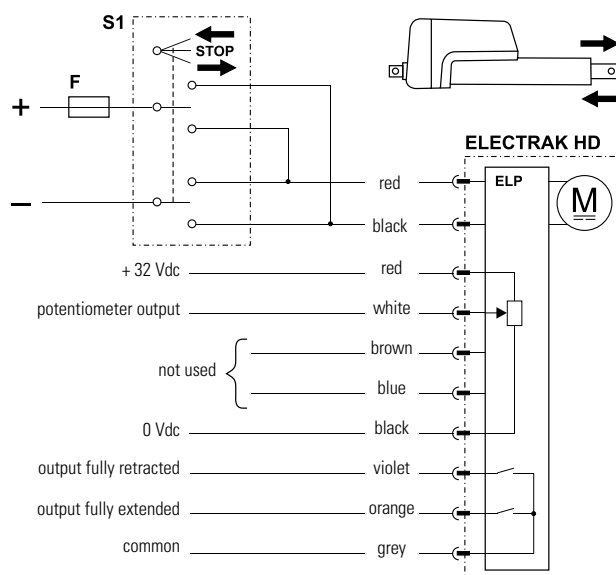 S1
STOP
F
+
–
ELECTRAK HD
ELP
M
red
black
+ 32 Vdc red
potentiometer output white
brown
not used
blue
0 Vdc black
output fully retracted violet
output fully extended orange
common grey